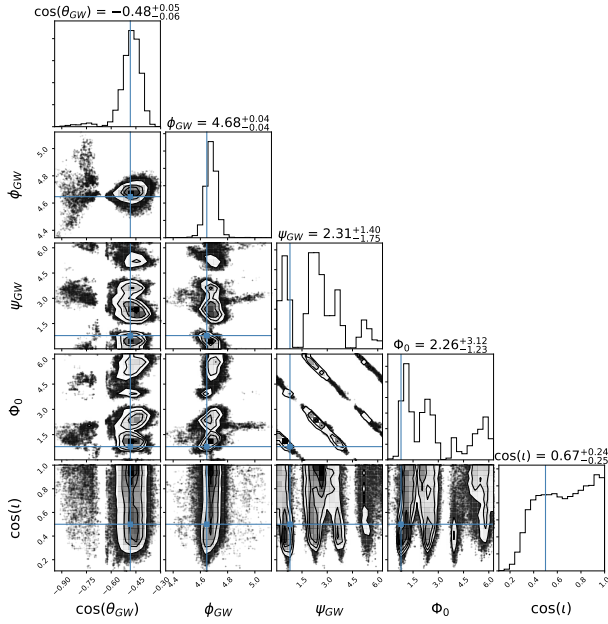 cos(θ_GW) = −0.48^{+0.05}_{−0.06}
5.0
4.8
4.6
4.4
ϕ_GW
ϕ_GW = 4.68^{+0.04}_{−0.04}
6.0
4.5
3.0
1.5
ψ_GW
ψ_GW = 2.31^{+1.40}_{−1.75}
6.0
4.5
3.0
1.5
Φ_0
Φ_0 = 2.26^{+3.12}_{−1.23}
1.0
0.8
0.6
0.4
0.2
cos(ι)
cos(ι) = 0.67^{+0.24}_{−0.25}
−0.90 −0.75 −0.60 −0.45 −0.30
4.4 4.6 4.8 5.0
1.5 3.0 4.5 6.0
1.5 3.0 4.5 6.0
0.2 0.4 0.6 0.8 1.0
cos(θ_GW) ϕ_GW ψ_GW Φ_0 cos(ι)